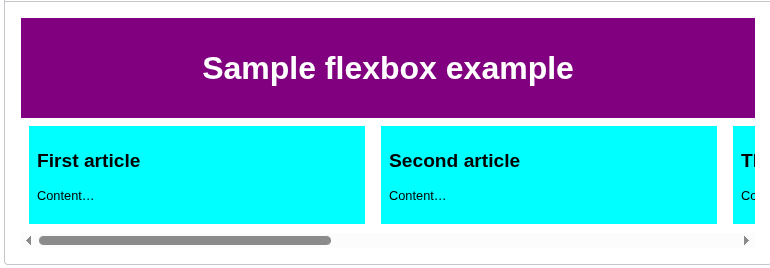 Sample flexbox example
First article
Second article
Content…
Content…